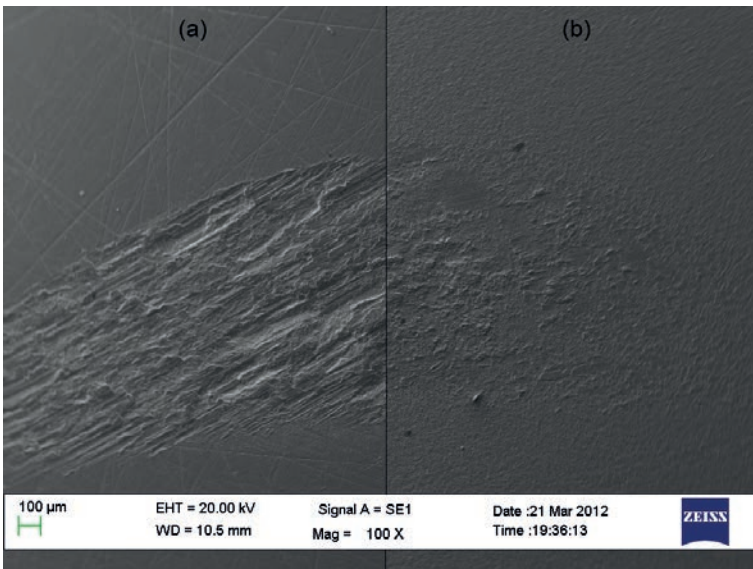 (a) (b)
100 µm EHT = 20.00 kV Signal A = SE1 Date :21 Mar 2012 ZEISS
WD = 10.5 mm Mag = 100 X Time :19:36:13